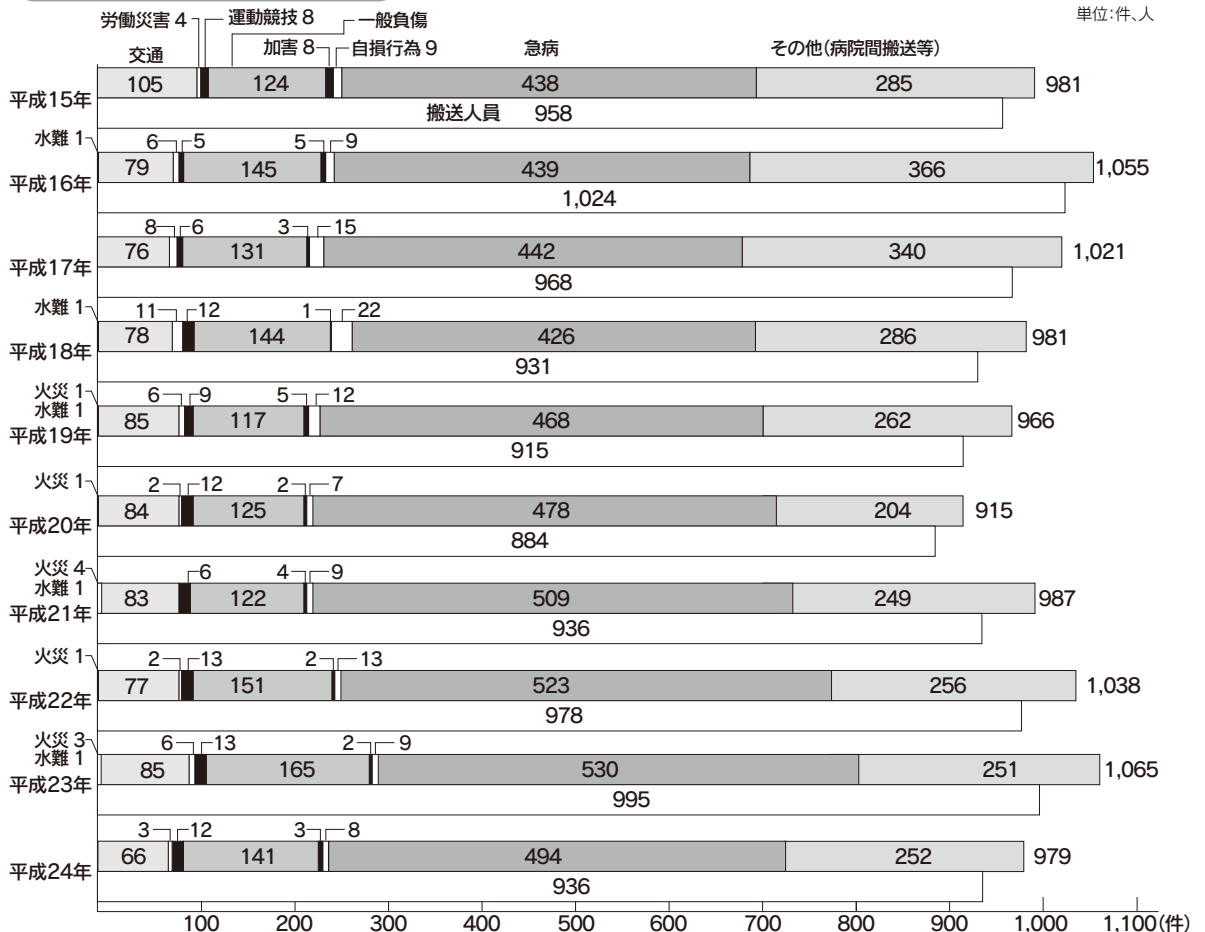 労働災害 4 運動競技 8 一般負傷 単位:件、人
交通 加害 8 自損行為 9 急病 その他(病院間搬送等)
105 124 438 285 981
平成15年
搬送人員 958
水難 1 6 5 5 9
79 145 439 366 1,055
平成16年
1,024
8 6 3 15
76 131 442 340 1,021
平成17年
968
水難 1 11 12 1 22
78 144 426 286 981
平成18年
931
火災 1 6 9 5 12
水難 1
85 117 468 262 966
平成19年
915
火災 1 2 12 2 7
84 125 478 204 915
平成20年
884
火災 4 6 4 9
水難 1
83 122 509 249 987
平成21年
936
火災 1 2 13 2 13
77 151 523 256 1,038
平成22年
978
火災 3 6 13 2 9
水難 1
85 165 530 251 1,065
平成23年
995
3 12 3 8
66 141 494 252 979
平成24年
936
100 200 300 400 500 600 700 800 900 1,000 1,100(件)